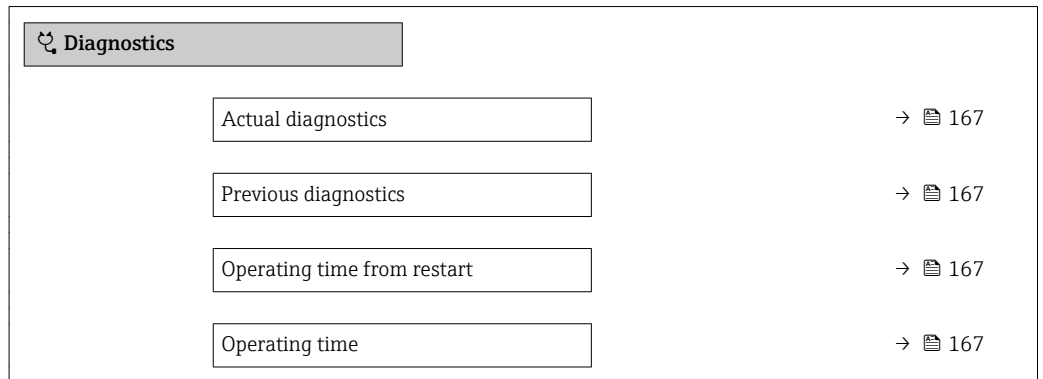 Diagnostics
Actual diagnostics → 167
Previous diagnostics → 167
Operating time from restart → 167
Operating time → 167